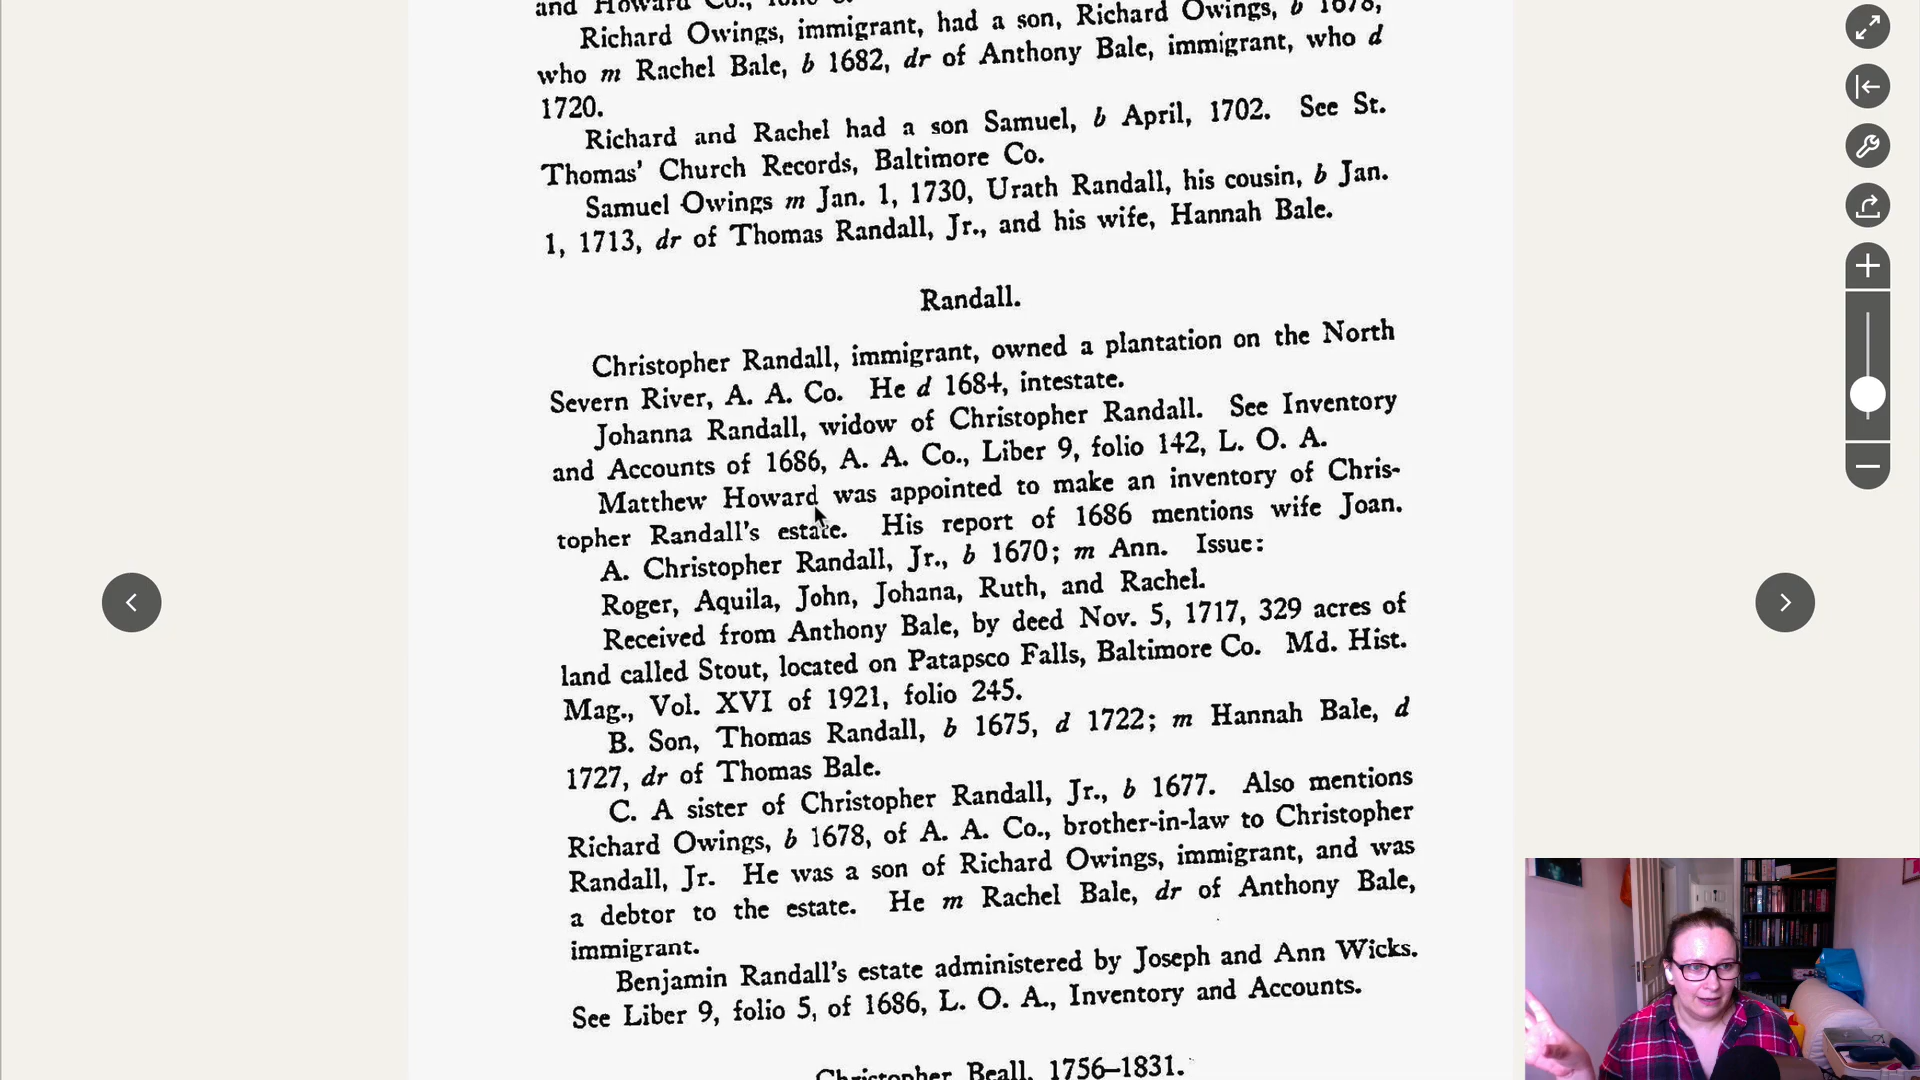 and Howard Co.,
Richard Owings, immigrant, had a son, Richard Owings, b 1678,
who m Rachel Bale, b 1682, dr of Anthony Bale, immigrant, who d
1720.
Richard and Rachel had a son Samuel, b April, 1702. See St.
Thomas' Church Records, Baltimore Co.
Samuel Owings m Jan. 1, 1730, Urath Randall, his cousin, b Jan.
1, 1713, dr of Thomas Randall, Jr., and his wife, Hannah Bale.
Randall.
Christopher Randall, immigrant, owned a plantation on the North
Severn River, A. A. Co. He d 1684, intestate.
Johanna Randall, widow of Christopher Randall. See Inventory
and Accounts of 1686, A. A. Co., Liber 9, folio 142, L. O. A.
Matthew Howard was appointed to make an inventory of Chris-
topher Randall's estate. His report of 1686 mentions wife Joan.
A. Christopher Randall, Jr., b 1670; m Ann. Issue:
Roger, Aquila, John, Johana, Ruth, and Rachel.
Received from Anthony Bale, by deed Nov. 5, 1717, 329 acres of
land called Stout, located on Patapsco Falls, Baltimore Co. Md. Hist.
Mag., Vol. XVI of 1921, folio 245.
B. Son, Thomas Randall, b 1675, d 1722; m Hannah Bale, d
1727, dr of Thomas Bale.
C. A sister of Christopher Randall, Jr., b 1677. Also mentions
Richard Owings, b 1678, of A. A. Co., brother-in-law to Christopher
Randall, Jr. He was a son of Richard Owings, immigrant, and was
a debtor to the estate. He m Rachel Bale, dr of Anthony Bale,
immigrant.
Benjamin Randall's estate administered by Joseph and Ann Wicks.
See Liber 9, folio 5, of 1686, L. O. A., Inventory and Accounts.
Christopher Beall, 1756–1831.